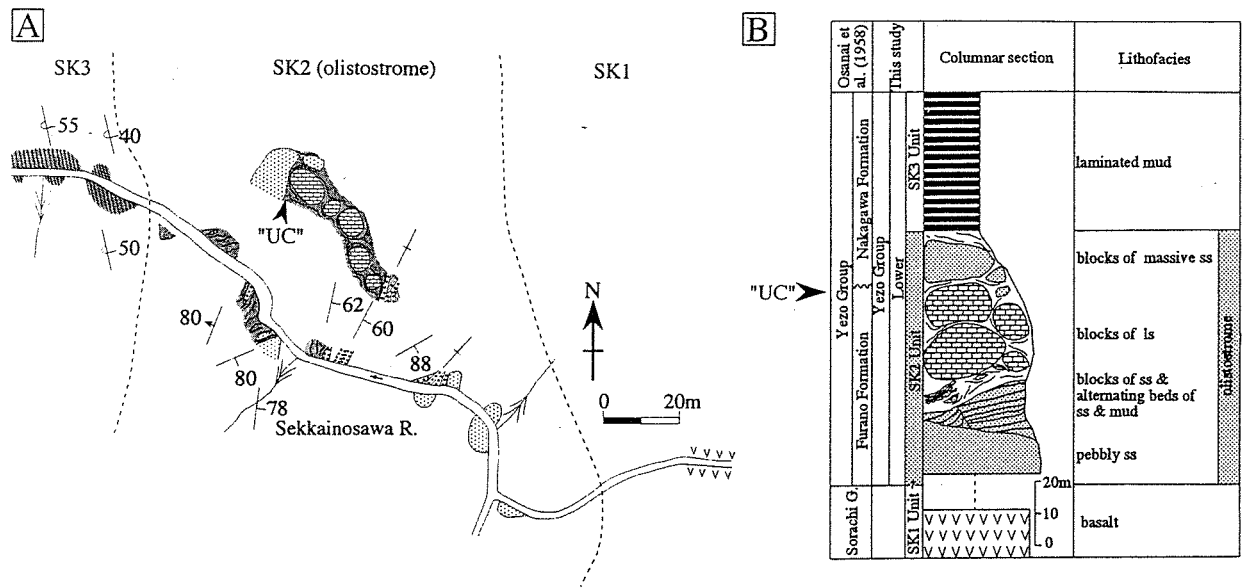 A
SK3
SK2 (olistostrome)
SK1
55
40
"UC"
50
62
60
80
88
80
78
N
0 20m
Sekkainosawa R.
B
Osanai et al. (1958)
This study
Columnar section
Lithofacies
Yezo Group
Nakagawa Formation
Furano Formation
Yezo Group
Lower
SK3 Unit
SK2 Unit
SK1 Unit
Sorachi G.
"UC"
laminated mud
blocks of massive ss
blocks of ls
blocks of ss &
alternating beds of
ss & mud
pebbly ss
basalt
olistostrome
20m
10
0